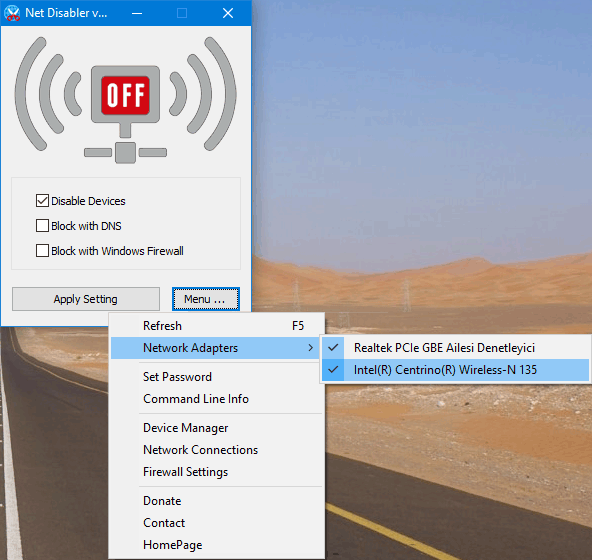 Net Disabler v...
OFF
Disable Devices
Block with DNS
Block with Windows Firewall
Apply Setting
Menu ...
Refresh F5
Network Adapters
Realtek PCIe GBE Ailesi Denetleyici
Intel(R) Centrino(R) Wireless-N 135
Set Password
Command Line Info
Device Manager
Network Connections
Firewall Settings
Donate
Contact
HomePage